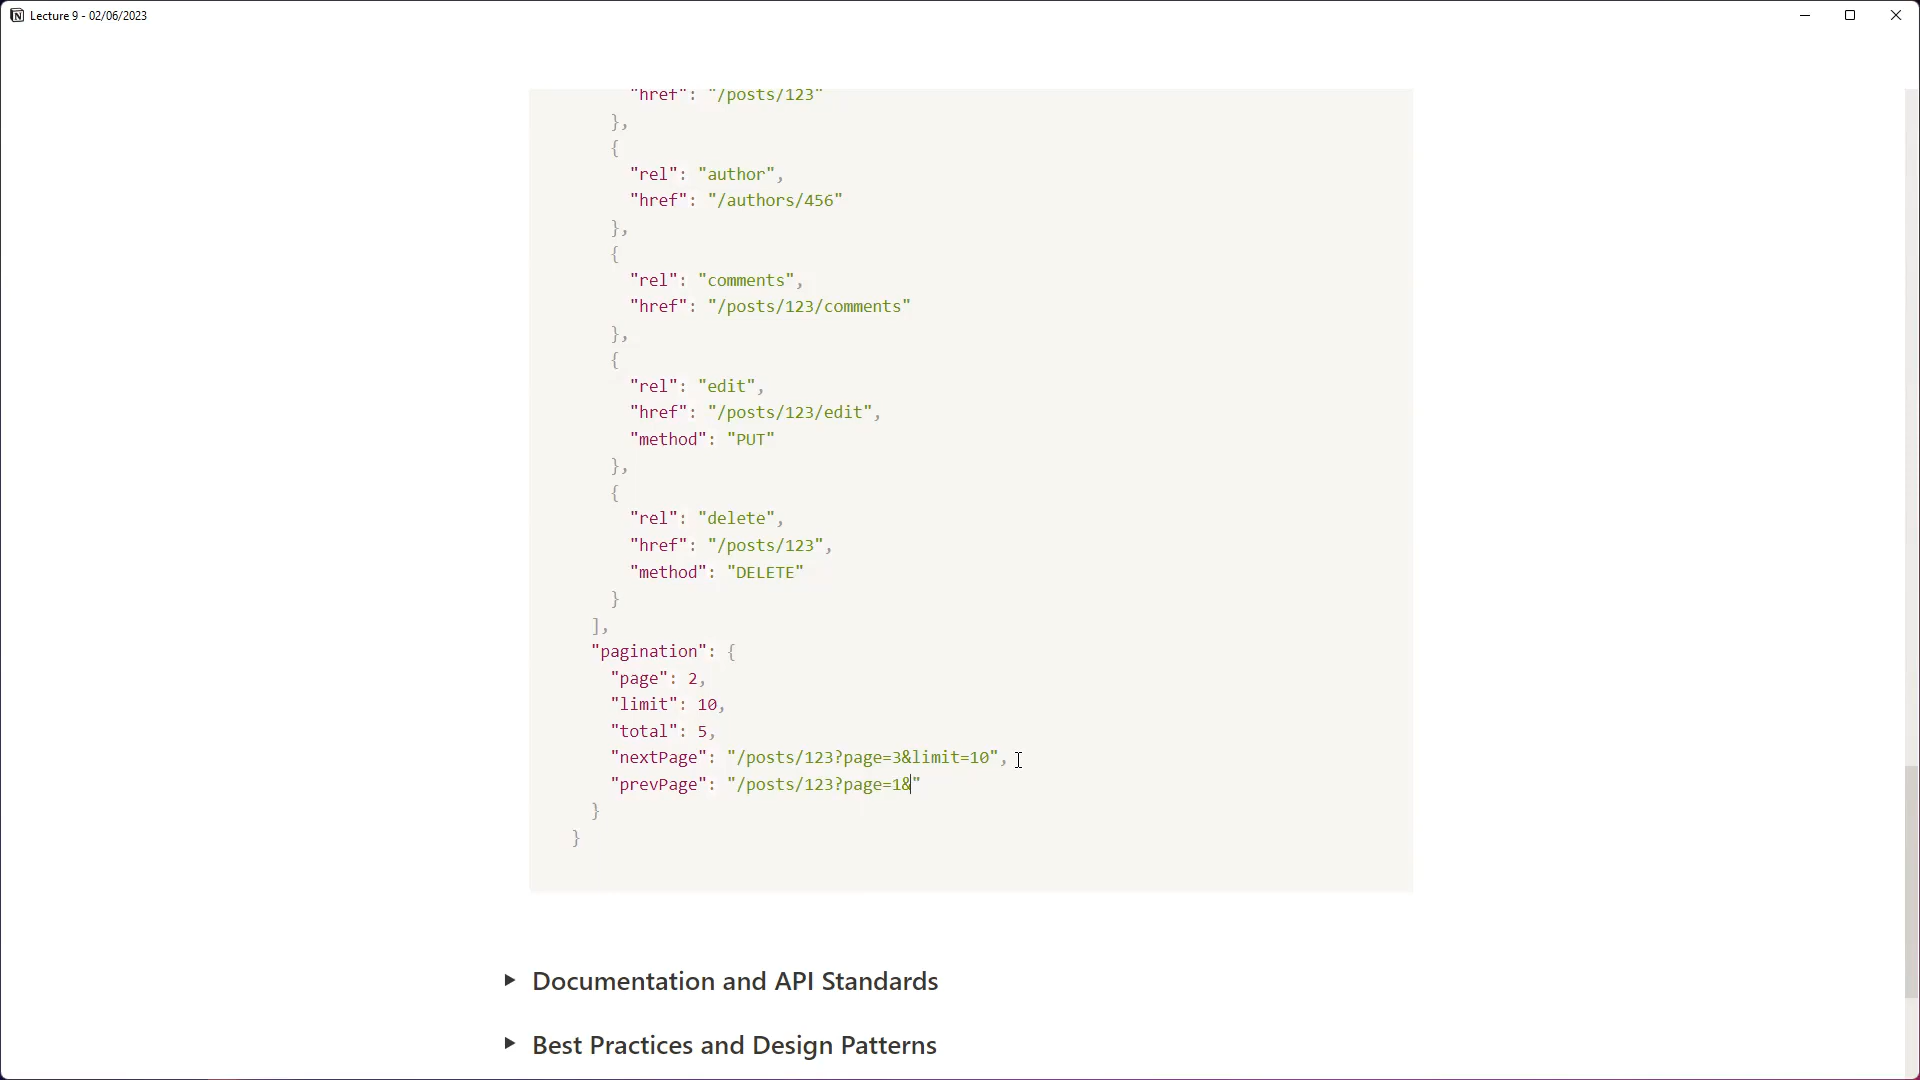 Lecture 9 - 02/06/2023
"href": "/posts/123"
},
{
"rel": "author",
"href": "/authors/456"
},
{
"rel": "comments",
"href": "/posts/123/comments"
},
{
"rel": "edit",
"href": "/posts/123/edit",
"method": "PUT"
},
{
"rel": "delete",
"href": "/posts/123",
"method": "DELETE"
}
],
"pagination": {
"page": 2,
"limit": 10,
"total": 5,
"nextPage": "/posts/123?page=3&limit=10",
"prevPage": "/posts/123?page=1&"
}
}
Documentation and API Standards
Best Practices and Design Patterns